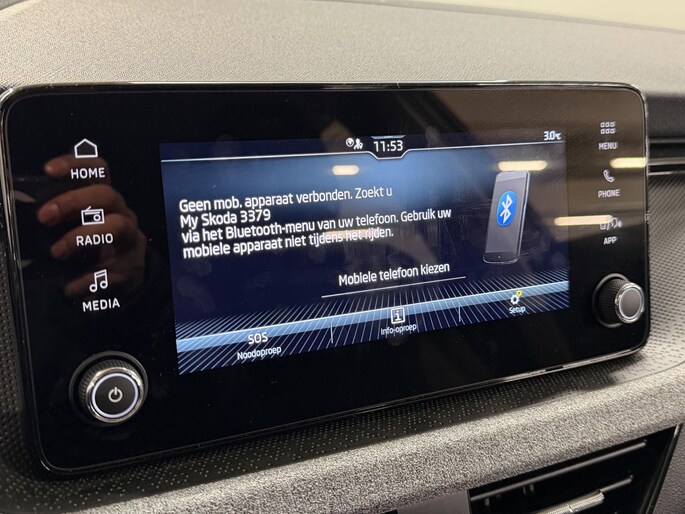 11:53
3.0°C
HOME
RADIO
MEDIA
Geen mob. apparaat verbonden. Zoekt u
My Skoda 3379
via het Bluetooth-menu van uw telefoon. Gebruik uw
mobiele apparaat niet tijdens het rijden.
Mobiele telefoon kiezen
SOS
Noodoproep
Info-oproep
Setup
MENU
PHONE
APP